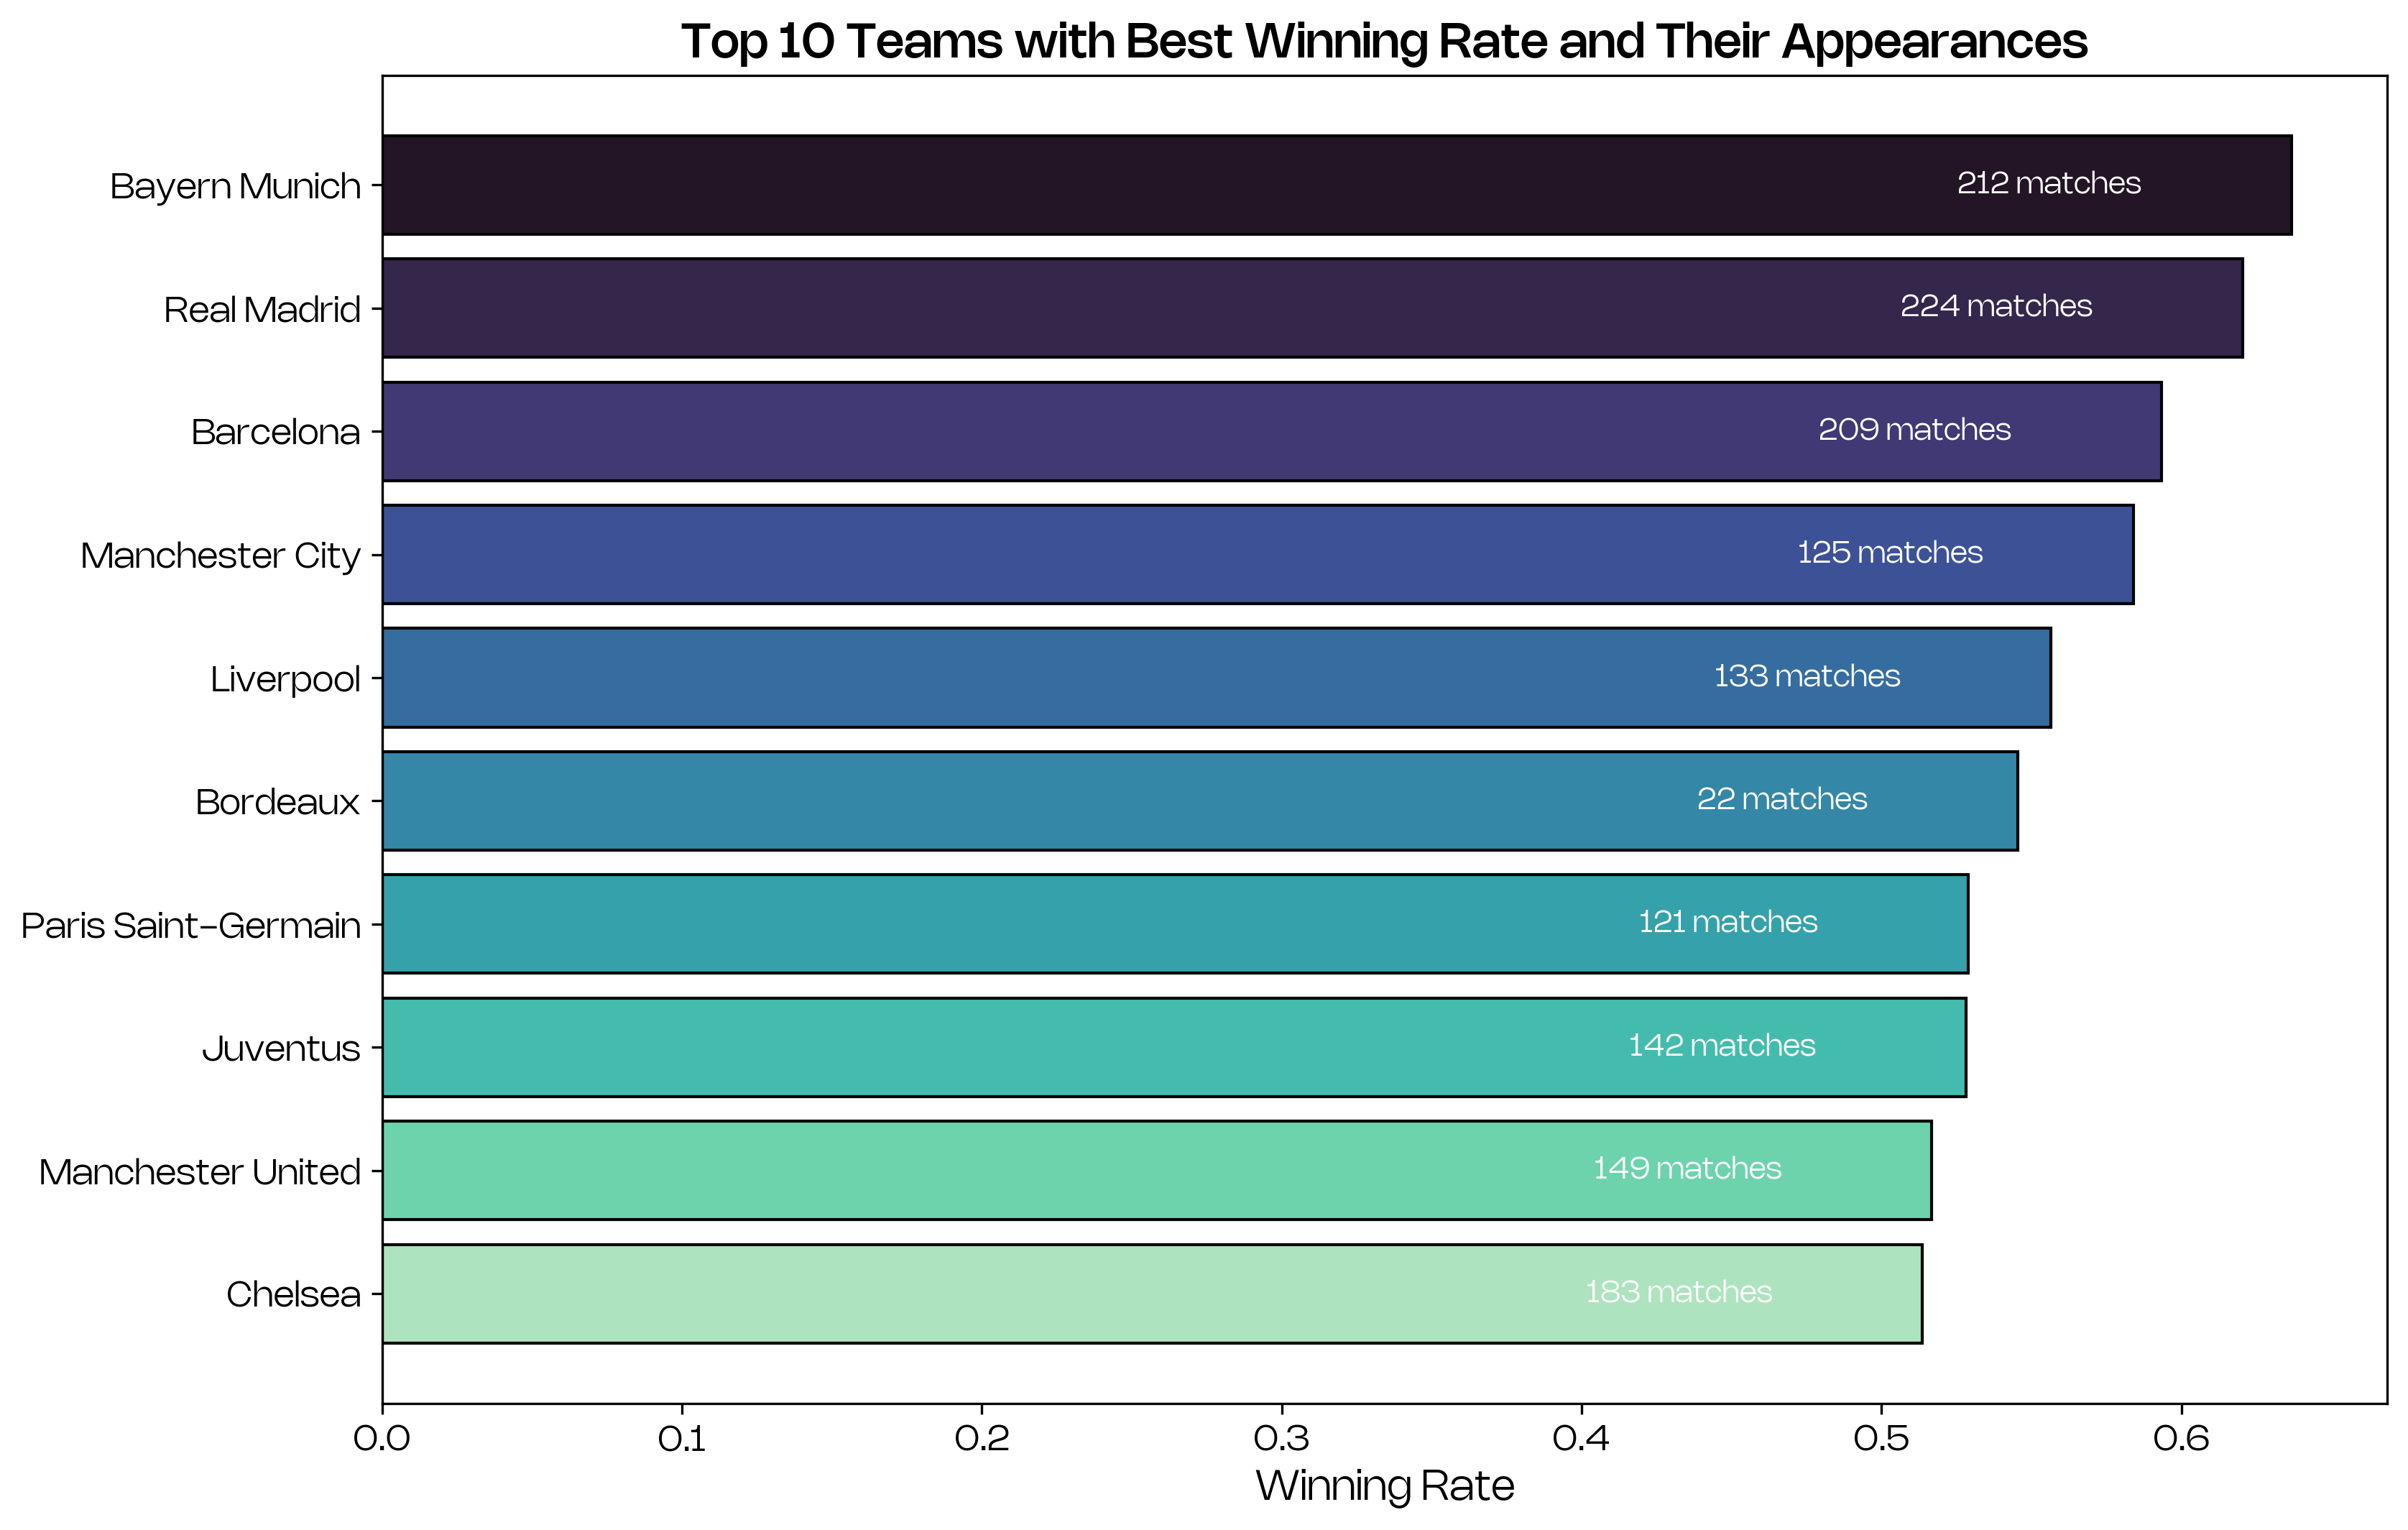 Top 10 Teams with Best Winning Rate and Their Appearances
Bayern Munich
212 matches
Real Madrid
224 matches
Barcelona
209 matches
Manchester City
125 matches
Liverpool
133 matches
Bordeaux
22 matches
Paris Saint-Germain
121 matches
Juventus
142 matches
Manchester United
149 matches
Chelsea
183 matches
0.0 0.1 0.2 0.3 0.4 0.5 0.6
Winning Rate